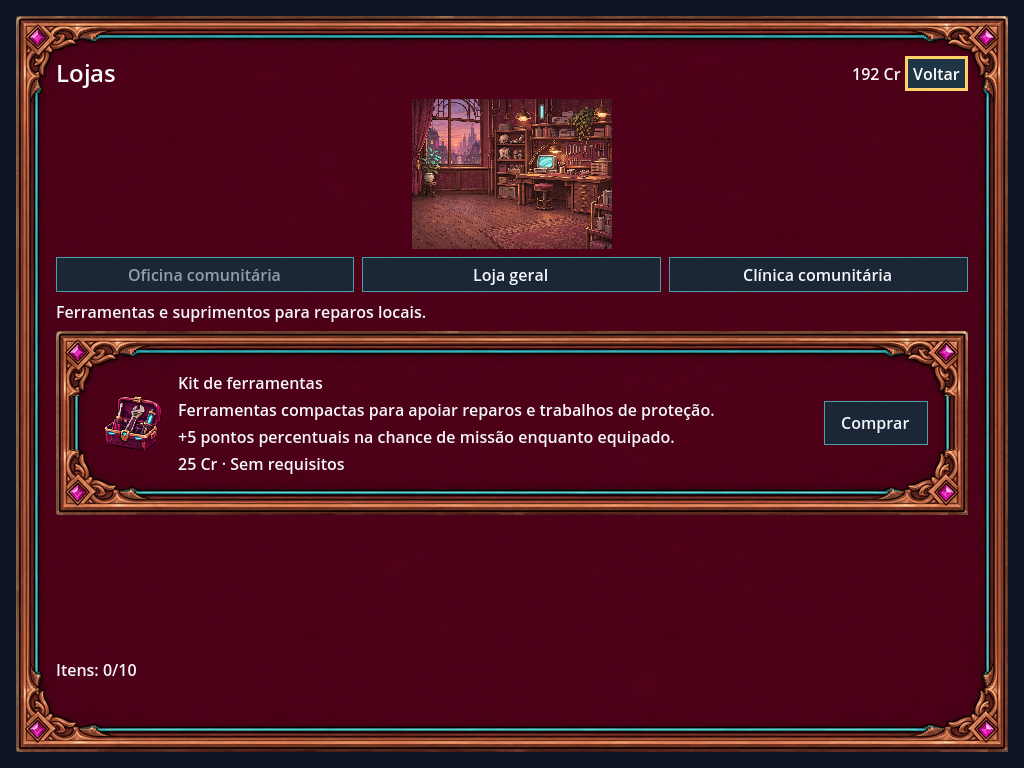 Lojas
192 Cr
Voltar
Oficina comunitária
Loja geral
Clínica comunitária
Ferramentas e suprimentos para reparos locais.
Kit de ferramentas
Ferramentas compactas para apoiar reparos e trabalhos de proteção.
+5 pontos percentuais na chance de missão enquanto equipado.
25 Cr · Sem requisitos
Comprar
Itens: 0/10